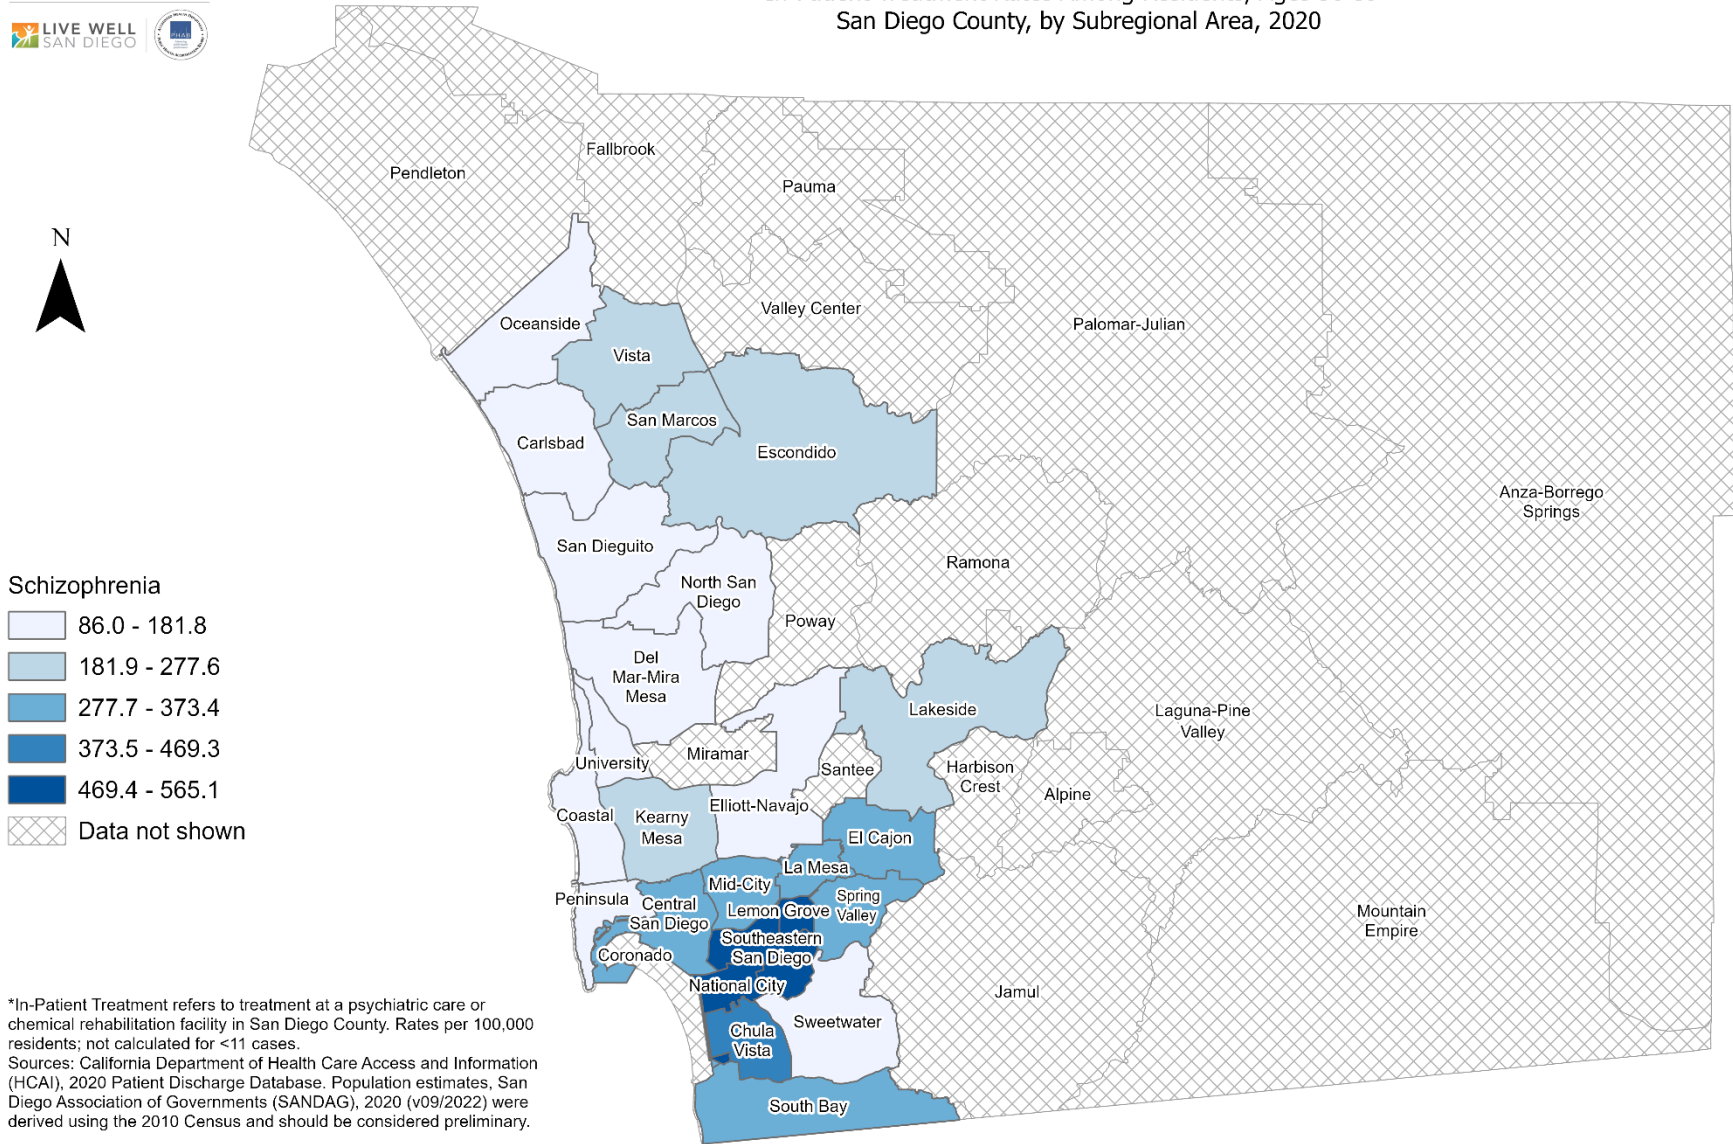 LIVE WELL
SAN DIEGO
PHAB
San Diego County, by Subregional Area, 2020
N
Pendleton
Fallbrook
Pauma
Valley Center
Palomar-Julian
Oceanside
Vista
San Marcos
Carlsbad
Escondido
Anza-Borrego
Springs
San Dieguito
North San
Diego
Ramona
Poway
Del
Mar-Mira
Mesa
Lakeside
Laguna-Pine
Valley
Miramar
University
Santee
Harbison
Crest
Alpine
Elliott-Navajo
Coastal
Kearny
Mesa
El Cajon
La Mesa
Mid-City
Peninsula
Central
San Diego
Lemon Grove
Spring
Valley
Southeastern
San Diego
Coronado
National City
Mountain
Empire
Jamul
Sweetwater
Chula
Vista
South Bay
Schizophrenia
86.0 - 181.8
181.9 - 277.6
277.7 - 373.4
373.5 - 469.3
469.4 - 565.1
Data not shown
*In-Patient Treatment refers to treatment at a psychiatric care or
chemical rehabilitation facility in San Diego County. Rates per 100,000
residents; not calculated for <11 cases.
Sources: California Department of Health Care Access and Information
(HCAI), 2020 Patient Discharge Database. Population estimates, San
Diego Association of Governments (SANDAG), 2020 (v09/2022) were
derived using the 2010 Census and should be considered preliminary.